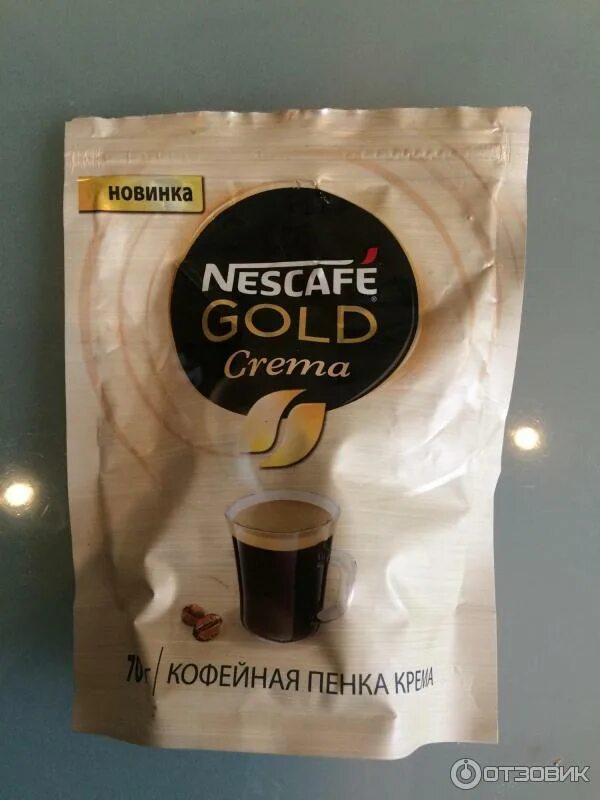 НОВИНКА
NESCAFÉ®
GOLD
Crema
70г/ КОФЕЙНАЯ ПЕНКА КРЕМА
ОТЗОВИК